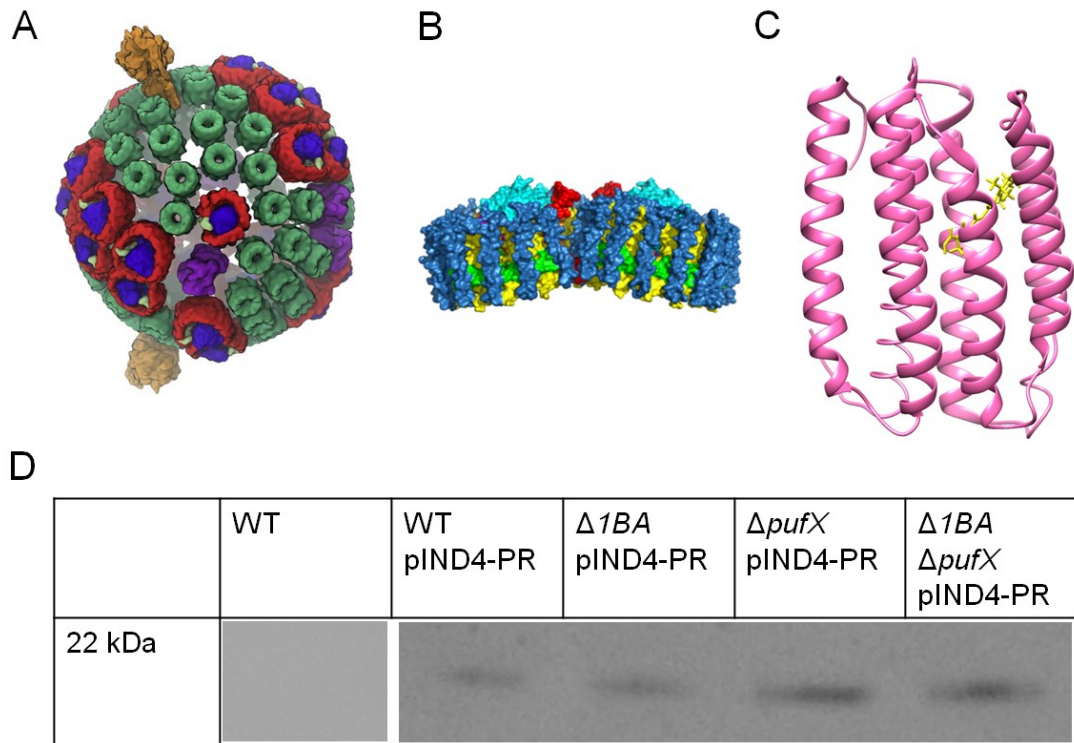 A
B
C
D
WT
WT
pIND4-PR
Δ1BA
pIND4-PR
ΔpufX
pIND4-PR
Δ1BA
ΔpufX
pIND4-PR
22 kDa